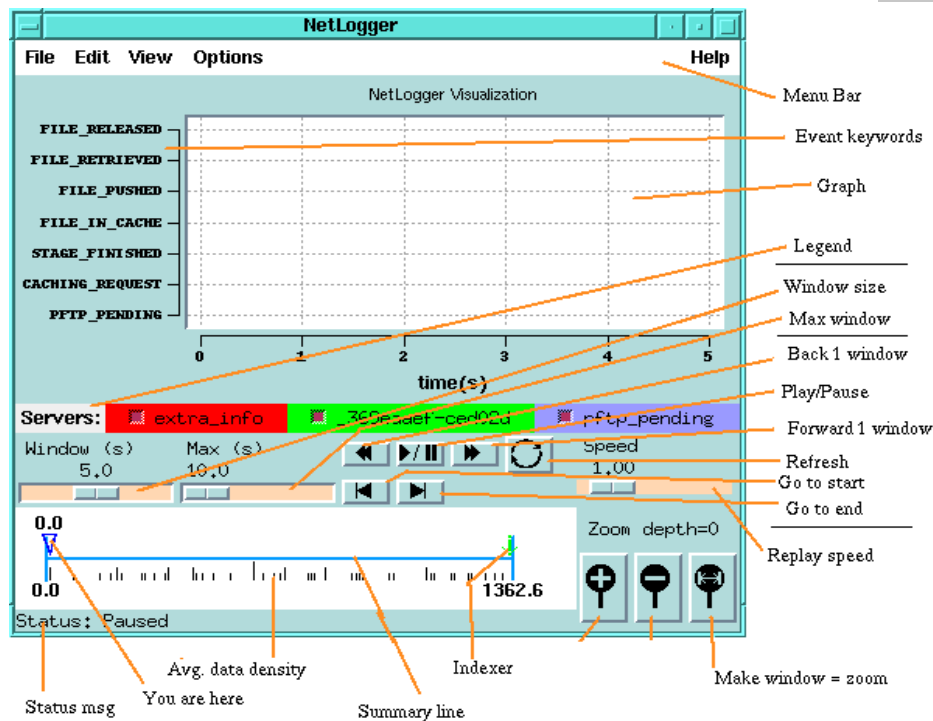 NetLogger
File Edit View Options Help
NetLogger Visualization
Menu Bar
FILE_RELEASED
Event keywords
FILE_RETRIEVED
FILE_PUSHED
Graph
FILE_IN_CACHE
STAGE_FINISHED
Legend
CACHING_REQUEST
Window size
PFTP_PENDING
Max window
0 1 2 3 4 5
Back 1 window
time(s)
Play/Pause
Servers: extra_info _369eaaef-ced02d pftp_pending
Forward 1 window
Window (s) Max (s) Speed
5.0 10.0 1.00
Refresh
Go to start
Go to end
0.0
Zoom depth=0
Replay speed
0.0 1362.6
Status: Paused
Avg. data density
Indexer
Make window = zoom
You are here
Status msg
Summary line